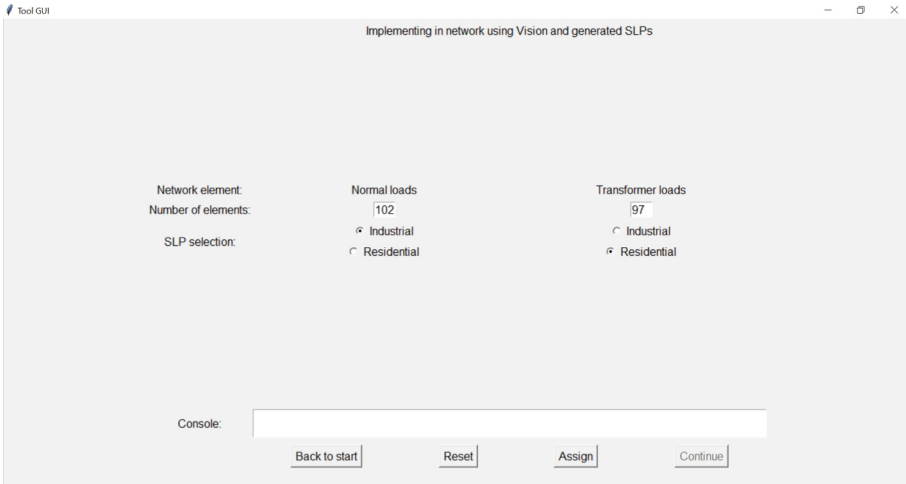 Tool GUI
Implementing in network using Vision and generated SLPs
Network element: Normal loads Transformer loads
Number of elements: 102 97
Industrial Industrial
SLP selection:
Residential Residential
Console:
Back to start Reset Assign Continue